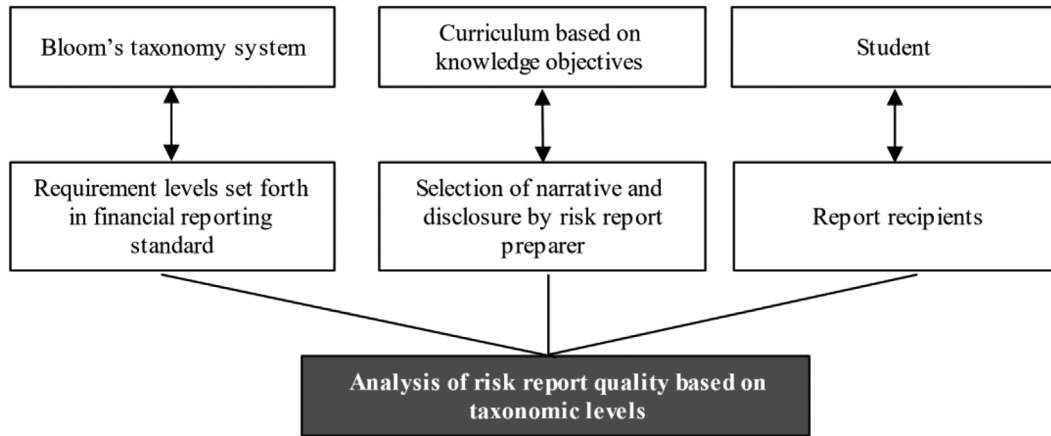 Bloom’s taxonomy system
Curriculum based on
knowledge objectives
Student
Requirement levels set forth
in financial reporting
standard
Selection of narrative and
disclosure by risk report
preparer
Report recipients
Analysis of risk report quality based on
taxonomic levels